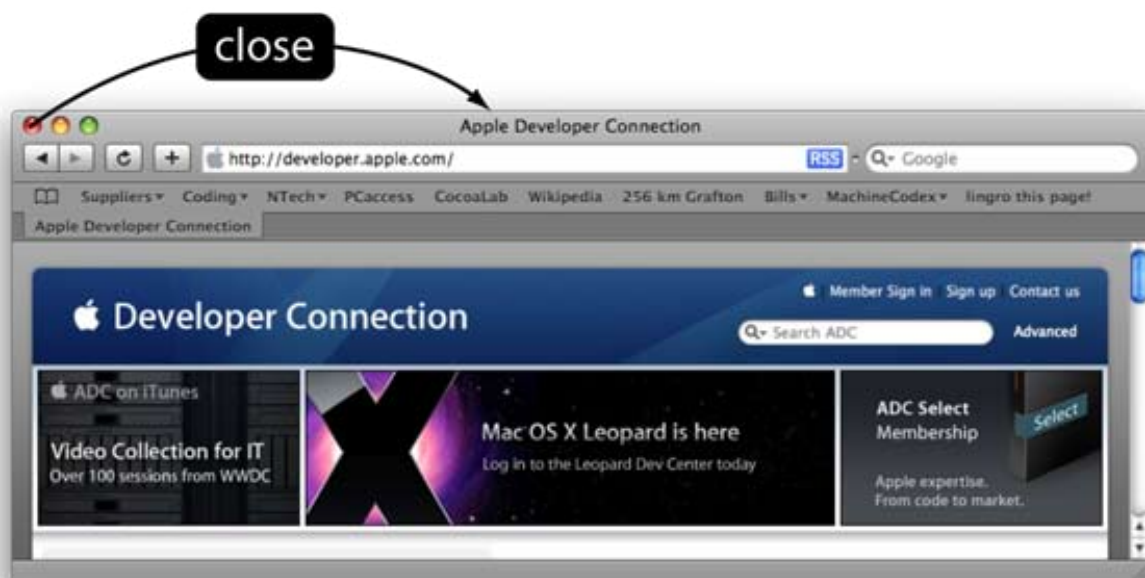 close
Apple Developer Connection
http://developer.apple.com/ RSS Google
Suppliers Coding NTech PCaccess CocoaLab Wikipedia 256 km Grafton Bills MachineCodex lingro this page!
Apple Developer Connection
Member Sign in Sign up Contact us
Developer Connection
Search ADC Advanced
ADC on iTunes
Video Collection for IT
Over 100 sessions from WWDC
Mac OS X Leopard is here
Log in to the Leopard Dev Center today
ADC Select
Membership
Select
Apple expertise.
From code to market.